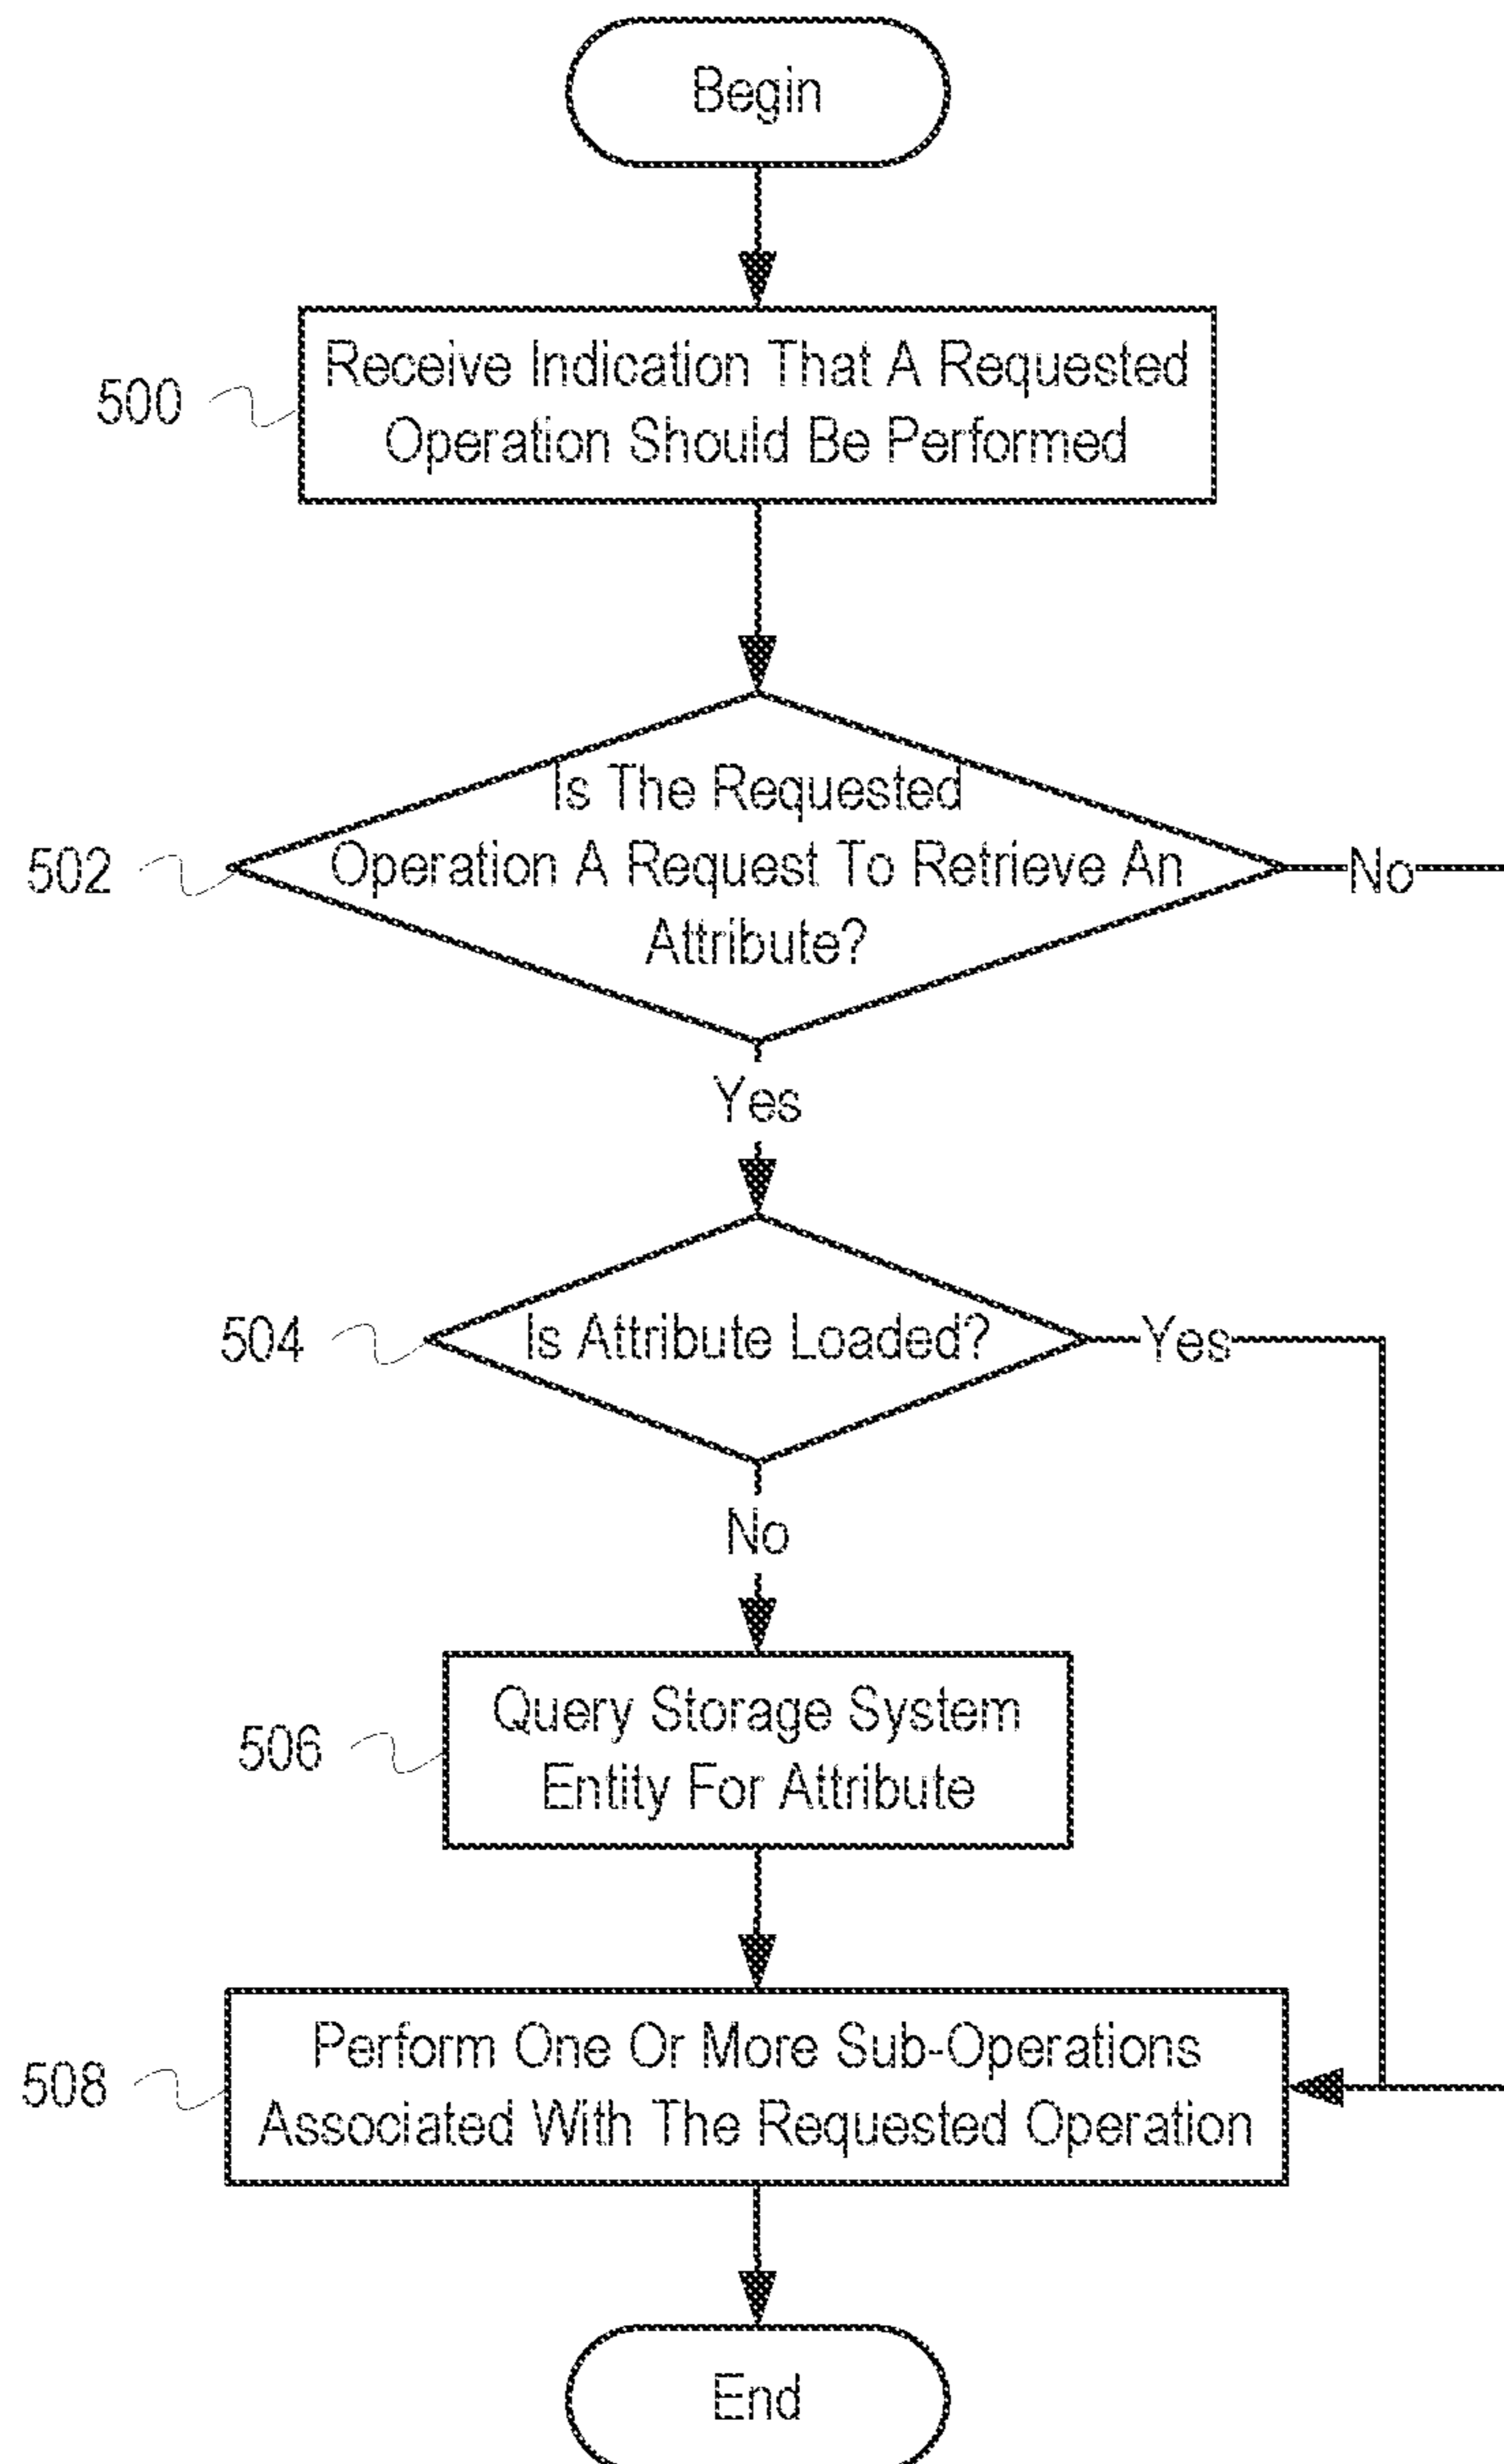 Begin
500
Receive Indication That A Requested
Operation Should Be Performed
502
Is The Requested
Operation A Request To Retrieve An
Attribute?
No
Yes
504
Is Attribute Loaded?
Yes
No
506
Query Storage System
Entity For Attribute
508
Perform One Or More Sub-Operations
Associated With The Requested Operation
End